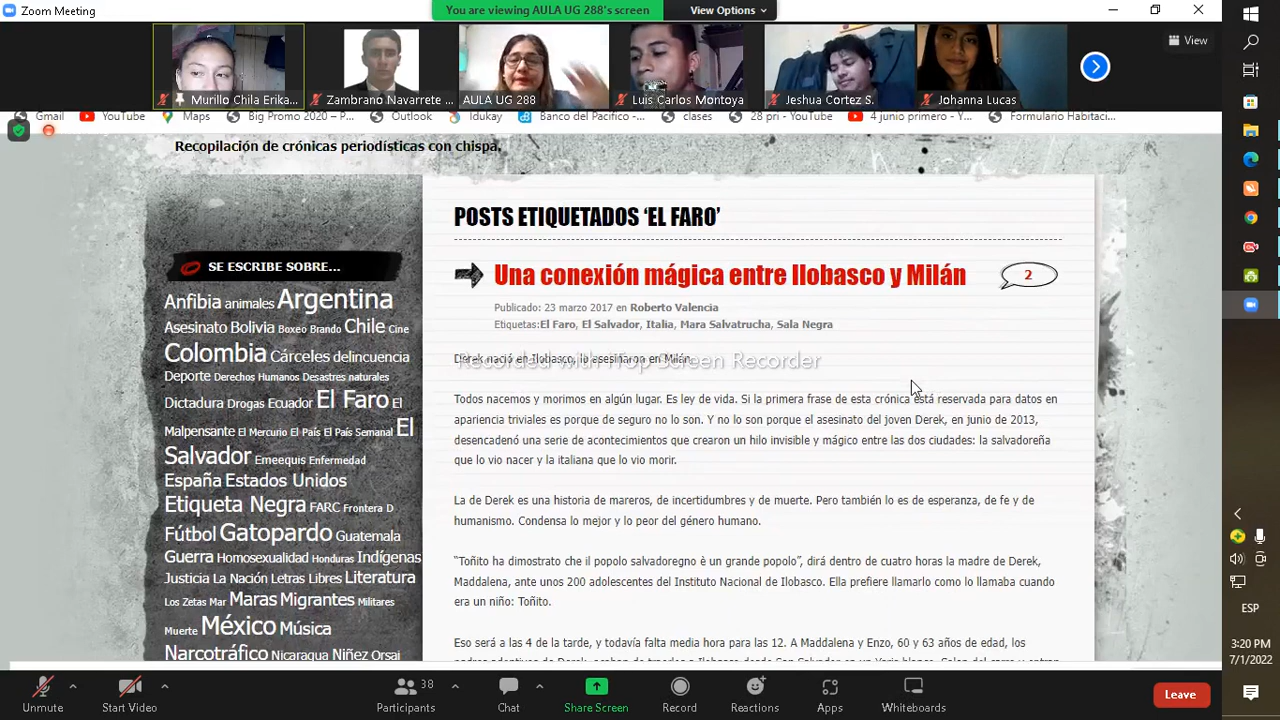 Zoom Meeting
You are viewing AULA UG 288's screen
View Options
View
Murillo Chila Erika...
Zambrano Navarrete ...
AULA UG 288
Luis Carlos Montoya
Jeshua Cortez S.
Johanna Lucas
Gmail YouTube Maps Big Promo 2020 – P... Outlook Idukay Banco del Pacifico -... clases 28 pri - YouTube 4 junio primero - Y... Formulario Habitaci...
Recopilación de crónicas periodísticas con chispa.
SE ESCRIBE SOBRE...
Anfibia animales Argentina
Asesinato Bolivia Boxeo Brando Chile Cine
Colombia Cárceles delincuencia
Deporte Derechos Humanos Desastres naturales
Dictadura Drogas Ecuador El Faro El
Malpensante El Mercurio El País El País Semanal El
Salvador Emeequis Enfermedad
España Estados Unidos
Etiqueta Negra FARC Frontera D
Fútbol Gatopardo Guatemala
Guerra Homosexualidad Honduras Indígenas
Justicia La Nación Letras Libres Literatura
Los Zetas Mar Maras Migrantes Militares
Muerte México Música
Narcotráfico Nicaragua Niñez Orsai
POSTS ETIQUETADOS ‘EL FARO’
Una conexión mágica entre Ilobasco y Milán
2
Publicado: 23 marzo 2017 en Roberto Valencia
Etiquetas:El Faro, El Salvador, Italia, Mara Salvatrucha, Sala Negra
Derek nació en Ilobasco, lo asesinaron en Milán.
Recorded with iTop Screen Recorder
Todos nacemos y morimos en algún lugar. Es ley de vida. Si la primera frase de esta crónica está reservada para datos en
apariencia triviales es porque de seguro no lo son. Y no lo son porque el asesinato del joven Derek, en junio de 2013,
desencadenó una serie de acontecimientos que crearon un hilo invisible y mágico entre las dos ciudades: la salvadoreña
que lo vio nacer y la italiana que lo vio morir.
La de Derek es una historia de mareros, de incertidumbres y de muerte. Pero también lo es de esperanza, de fe y de
humanismo. Condensa lo mejor y lo peor del género humano.
“Toñito ha dimostrato che il popolo salvadoregno è un grande popolo”, dirá dentro de cuatro horas la madre de Derek,
Maddalena, ante unos 200 adolescentes del Instituto Nacional de Ilobasco. Ella prefiere llamarlo como lo llamaba cuando
era un niño: Toñito.
Eso será a las 4 de la tarde, y todavía falta media hora para las 12. A Maddalena y Enzo, 60 y 63 años de edad, los
ESP
3:20 PM
7/1/2022
Unmute
Start Video
38
Participants
Chat
Share Screen
Record
Reactions
Apps
Whiteboards
Leave